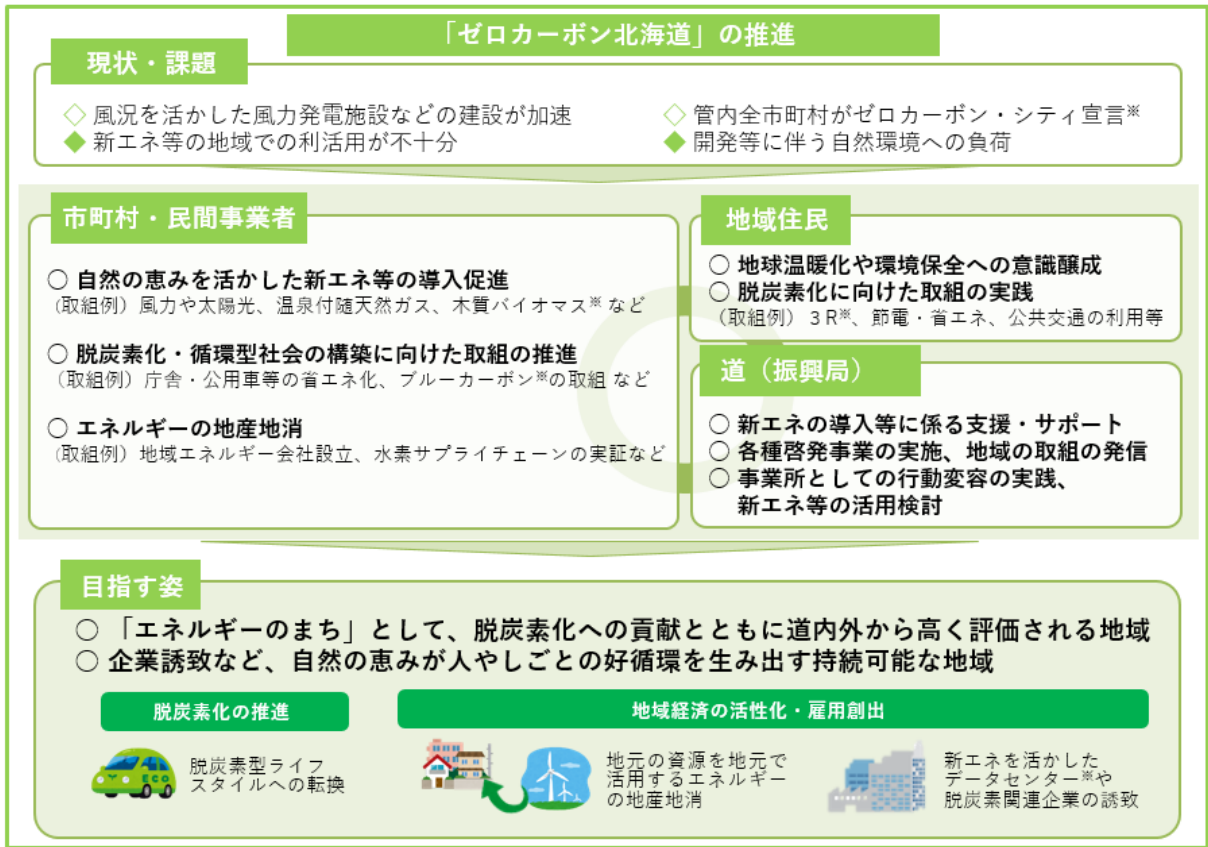 「ゼロカーボン北海道」の推進
現状・課題
◇ 風況を活かした風力発電施設などの建設が加速
◆ 新エネ等の地域での利活用が不十分
◇ 管内全市町村がゼロカーボン・シティ宣言※
◆ 開発等に伴う自然環境への負荷
市町村・民間事業者
○ 自然の恵みを活かした新エネ等の導入促進
（取組例）風力や太陽光、温泉付随天然ガス、木質バイオマス※ など
○ 脱炭素化・循環型社会の構築に向けた取組の推進
（取組例）庁舎・公用車等の省エネ化、ブルーカーボン※の取組 など
○ エネルギーの地産地消
（取組例）地域エネルギー会社設立、水素サプライチェーンの実証など
地域住民
○ 地球温暖化や環境保全への意識醸成
○ 脱炭素化に向けた取組の実践
（取組例）３R※、節電・省エネ、公共交通の利用等
道（振興局）
○ 新エネの導入等に係る支援・サポート
○ 各種啓発事業の実施、地域の取組の発信
○ 事業所としての行動変容の実践、
新エネ等の活用検討
目指す姿
○ 「エネルギーのまち」として、脱炭素化への貢献とともに道内外から高く評価される地域
○ 企業誘致など、自然の恵みが人やしごとの好循環を生み出す持続可能な地域
脱炭素化の推進
ECO
脱炭素型ライフ
スタイルへの転換
地域経済の活性化・雇用創出
地元の資源を地元で
活用するエネルギー
の地産地消
新エネを活かした
データセンター※や
脱炭素関連企業の誘致